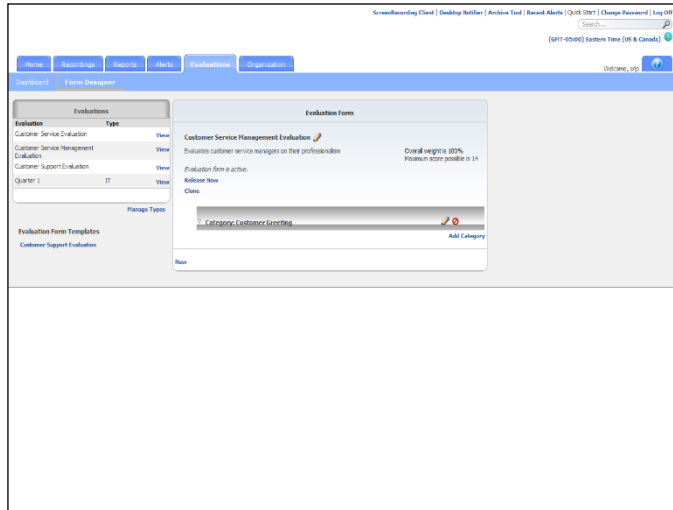 ScreenRecording Client | Desktop Notifier | Archive Tool | Recent Alerts | Quick Start | Change Password | Log Off
Search...
(GMT-05:00) Eastern Time (US & Canada)
Home Recordings Reports Alerts Evaluations Organization
Welcome, srtp
Dashboard Form Designer
Evaluations
Evaluation Type
Customer Service Evaluation View
Customer Service Management Evaluation View
Customer Support Evaluation View
Quarter 1 IT View
Manage Types
Evaluation Form Templates
Customer Support Evaluation
Evaluation Form
Customer Service Management Evaluation
Evaluates customer service managers on their professionalism
Overall weight is 100%
Maximum score possible is 14
Evaluation form is active.
Release Now
Clone
Category: Customer Greeting
Add Category
New